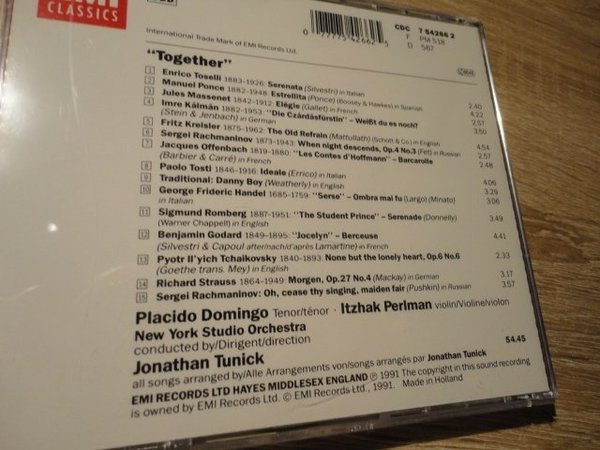 EMI
CLASSICS
International Trade Mark of EMI Records Ltd.
0 77775 42662 5
CDC 7 54266 2
F PM 518
D 567
"Together"
1 Enrico Toselli 1883-1926: Serenata (Silvestri) in Italian 2.40
2 Manuel Ponce 1882-1948: Estrellita (Ponce) (Boosey & Hawkes) in Spanish 4.22
3 Jules Massenet 1842-1912: Elégie (Gallet) in French 2.57
4 Imre Kálmán 1882-1953: "Die Czárdásfürstin" – Weißt du es noch? 3.50
(Stein & Jenbach) in German
5 Fritz Kreisler 1875-1962: The Old Refrain (Mattullath) (Schott & Co.) in English 4.54
6 Sergei Rachmaninov 1873-1943: When night descends, Op.4 No.3 (Fet) in Russian 2.57
7 Jacques Offenbach 1819-1880: "Les Contes d'Hoffmann" – Barcarolle 2.48
(Barbier & Carré) in French
8 Paolo Tosti 1846-1916: Ideale (Errico) in Italian 4.06
9 Traditional: Danny Boy (Weatherly) in English 3.29
10 George Frideric Handel 1685-1759: "Serse" – Ombra mai fu (Largo) (Minato) 3.06
in Italian
11 Sigmund Romberg 1887-1951: "The Student Prince" – Serenade (Donnelly) 3.49
(Warner Chappell) in English
12 Benjamin Godard 1849-1895: "Jocelyn" – Berceuse 4.41
(Silvestri & Capoul after/nach/d'après Lamartine) in French
13 Pyotr Il'yich Tchaikovsky 1840-1893: None but the lonely heart, Op.6 No.6 2.33
(Goethe trans. Mey) in English
14 Richard Strauss 1864-1949: Morgen, Op.27 No.4 (Mackay) in German 3.17
15 Sergei Rachmaninov: Oh, cease thy singing, maiden fair (Pushkin) in Russian 3.57
Placido Domingo Tenor/ténor · Itzhak Perlman violin/Violine/violon
New York Studio Orchestra
conducted by/Dirigent/direction 54.45
Jonathan Tunick
all songs arranged by/Alle Arrangements von/songs arrangés par Jonathan Tunick
EMI RECORDS LTD HAYES MIDDLESEX ENGLAND ℗ 1991 The copyright in this sound recording
is owned by EMI Records Ltd. © EMI Records Ltd., 1991. Made in Holland